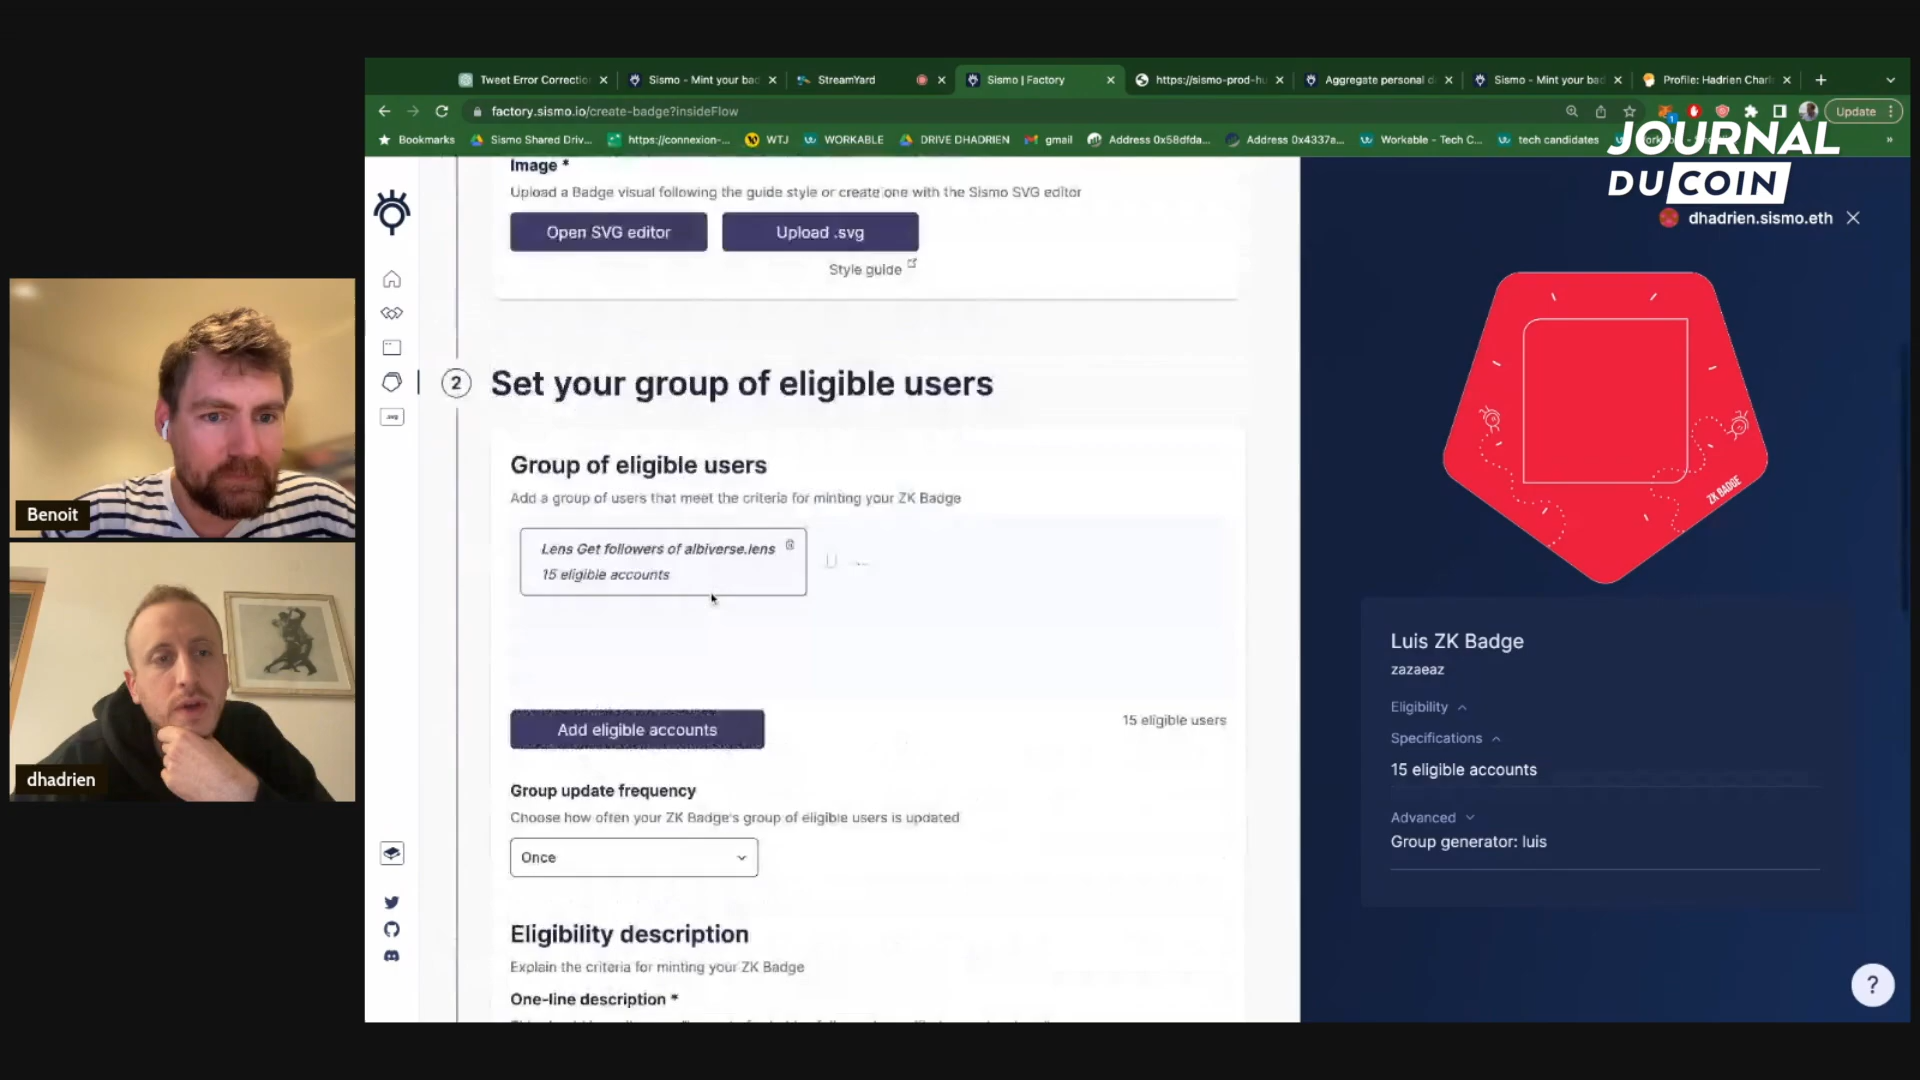 Tweet Error Correctio
Sismo - Mint your bad
StreamYard
Sismo | Factory
https://sismo-prod-hu
Aggregate personal d
Sismo - Mint your bad
Profile: Hadrien Charl
factory.sismo.io/create-badge?insideFlow
Update
Bookmarks
Sismo Shared Driv...
https://connexion-...
WTJ
WORKABLE
DRIVE DHADRIEN
gmail
Address 0x58dfda...
Address 0x4337a...
Workable - Tech C...
tech candidates
JOURNAL
DU COIN
dhadrien.sismo.eth
Image *
Upload a Badge visual following the guide style or create one with the Sismo SVG editor
Open SVG editor
Upload .svg
Style guide
2
Set your group of eligible users
Group of eligible users
Add a group of users that meet the criteria for minting your ZK Badge
Lens Get followers of albiverse.lens
15 eligible accounts
Add eligible accounts
15 eligible users
Group update frequency
Choose how often your ZK Badge's group of eligible users is updated
Once
Eligibility description
Explain the criteria for minting your ZK Badge
One-line description *
ZK BADGE
Luis ZK Badge
zazaeaz
Eligibility
Specifications
15 eligible accounts
Advanced
Group generator: luis
?
Benoit
dhadrien